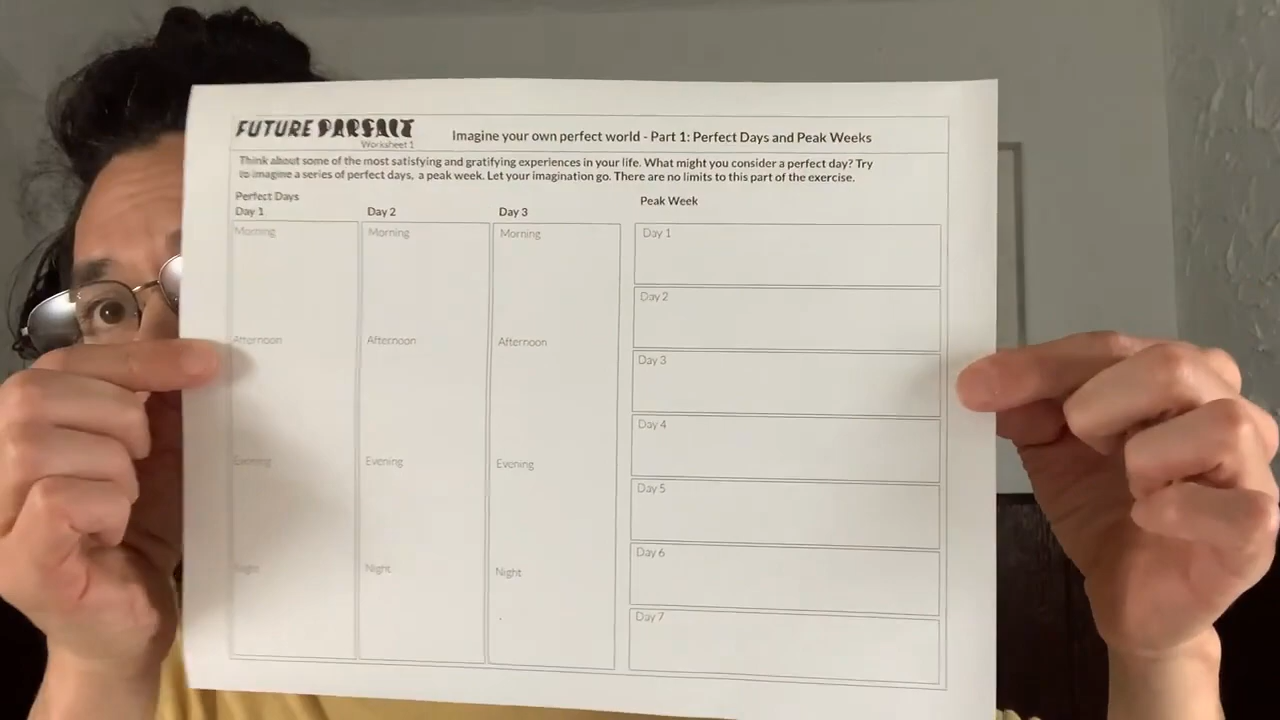 FUTURE PARFAIT
Worksheet 1
Imagine your own perfect world - Part 1: Perfect Days and Peak Weeks
Think about some of the most satisfying and gratifying experiences in your life. What might you consider a perfect day? Try
to imagine a series of perfect days, a peak week. Let your imagination go. There are no limits to this part of the exercise.
Perfect Days
Day 1
Day 2
Day 3
Morning
Morning
Morning
Afternoon
Afternoon
Afternoon
Evening
Evening
Evening
Night
Night
Night
Peak Week
Day 1
Day 2
Day 3
Day 4
Day 5
Day 6
Day 7